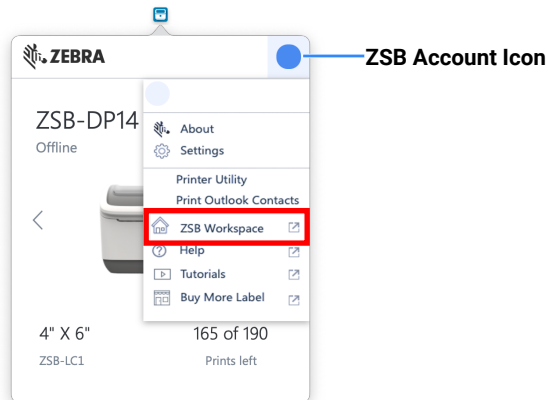 ZEBRA
ZSB Account Icon
ZSB-DP14
Offline
About
Settings
Printer Utility
Print Outlook Contacts
ZSB Workspace
Help
Tutorials
Buy More Label
4" X 6"
165 of 190
ZSB-LC1
Prints left